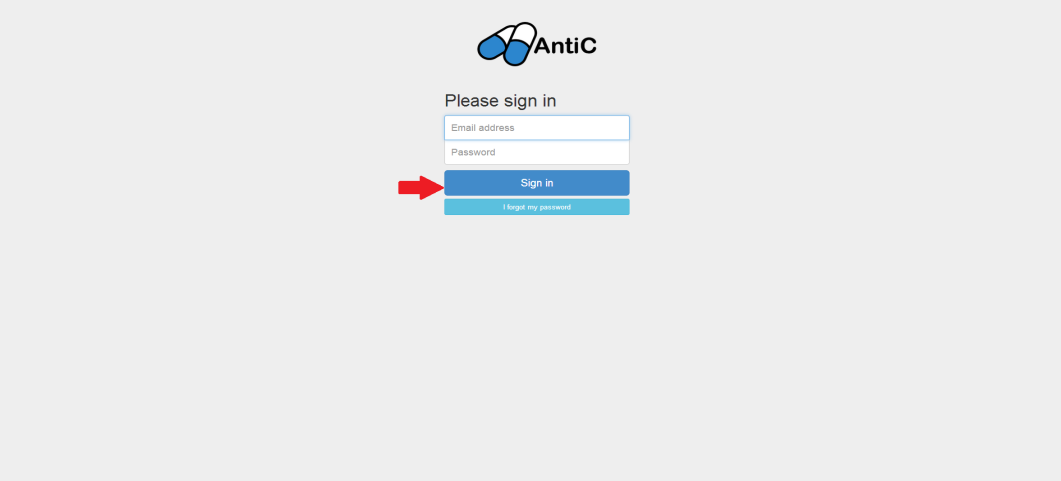 AntiC
Please sign in
Email address
Password
Sign in
I forgot my password